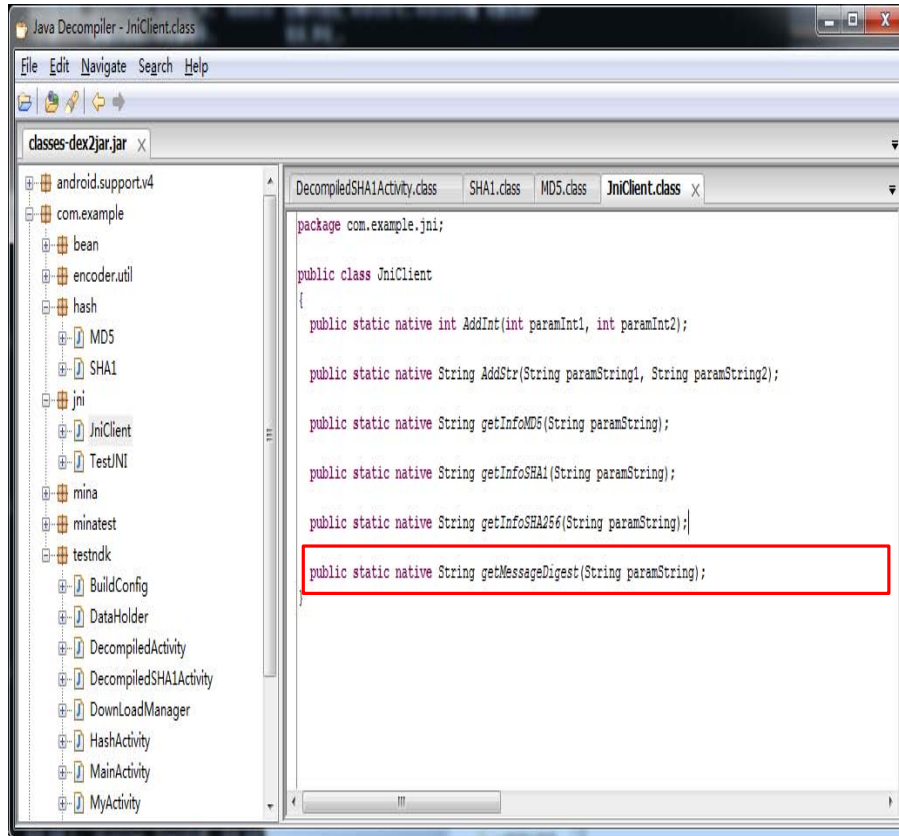 Java Decompiler - JniClient.class
File Edit Navigate Search Help
classes-dex2jar.jar
android.support.v4
com.example
bean
encoder.util
hash
MD5
SHA1
jni
JniClient
TestJNI
mina
minatest
testndk
BuildConfig
DataHolder
DecompiledActivity
DecompiledSHA1Activity
DownLoadManager
HashActivity
MainActivity
MyActivity
DecompiledSHA1Activity.class SHA1.class MD5.class JniClient.class
package com.example.jni;
public class JniClient
{
public static native int AddInt(int paramInt1, int paramInt2);
public static native String AddStr(String paramString1, String paramString2);
public static native String getInfoMD5(String paramString);
public static native String getInfoSHA1(String paramString);
public static native String getInfoSHA256(String paramString);
public static native String getMessageDigest(String paramString);
}